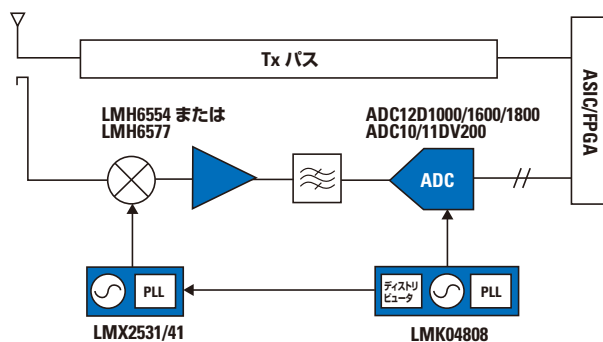 Tx パス
ASIC/FPGA
LMH6554 または
LMH6577
ADC12D1000/1600/1800
ADC10/11DV200
ADC
PLL
ディストリ
ビュータ
PLL
LMX2531/41
LMK04808